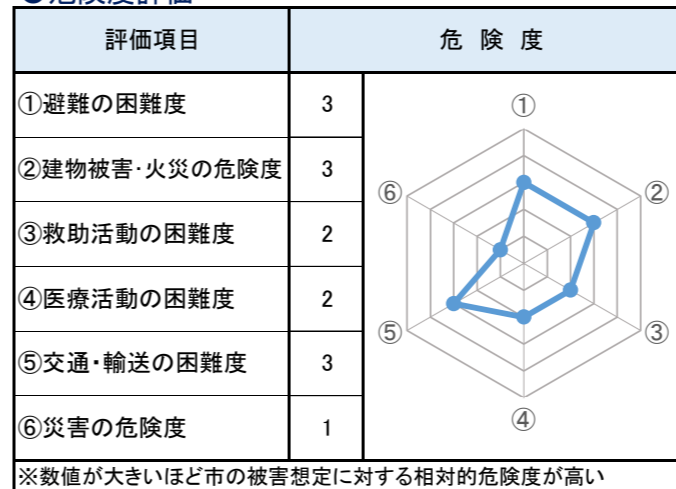 ●危険度評価
評価項目 危険度
①避難の困難度 3
②建物被害・火災の危険度 3
③救助活動の困難度 2
④医療活動の困難度 2
⑤交通・輸送の困難度 3
⑥災害の危険度 1
①
⑥ ②
⑤ ③
④
※数値が大きいほど市の被害想定に対する相対的危険度が高い